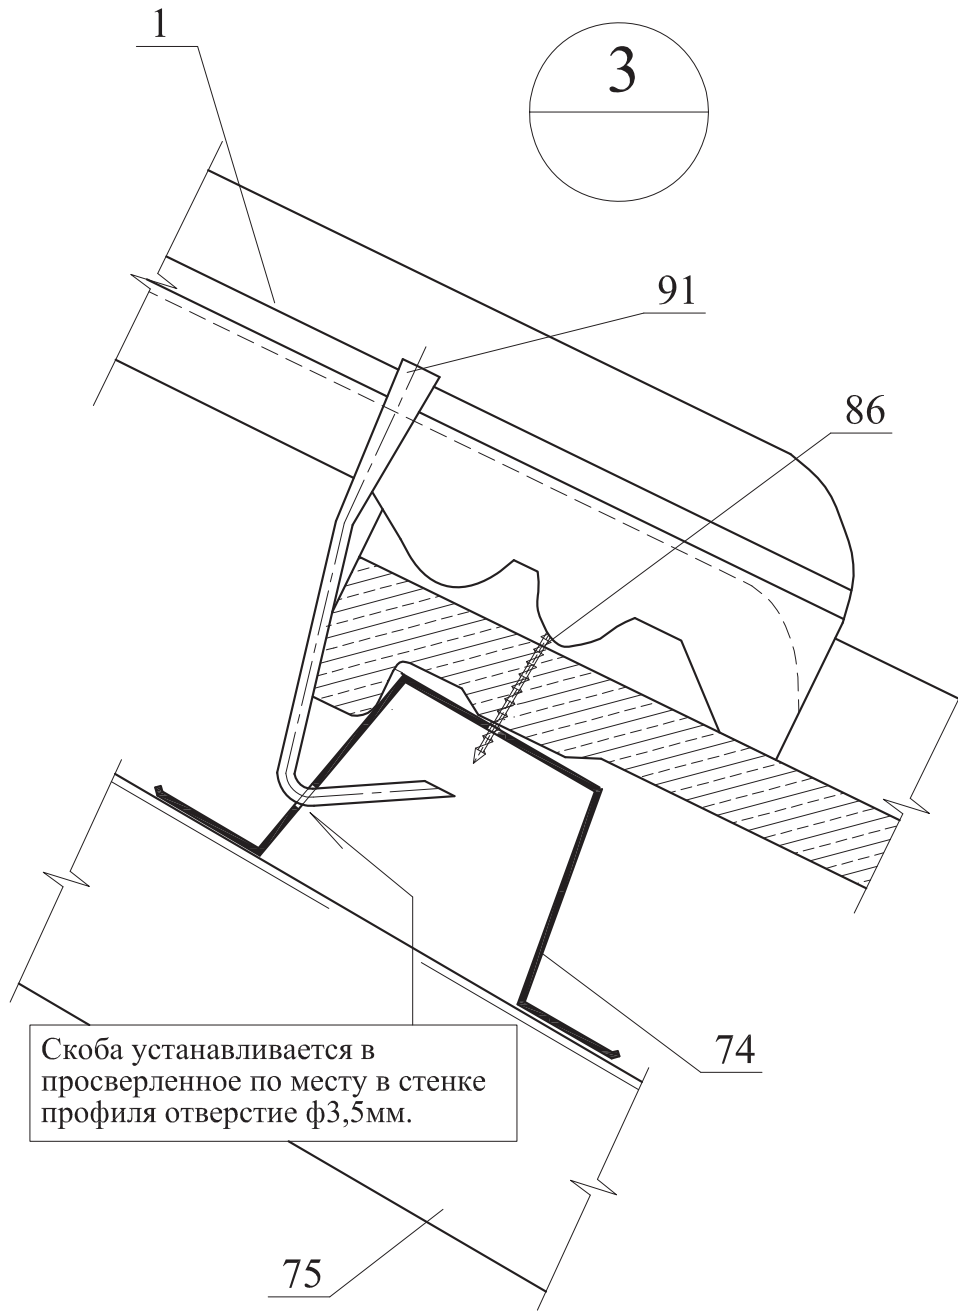 1
3
91
86
74
Скоба устанавливается в
просверленное по месту в стенке
профиля отверстие ф3,5мм.
75